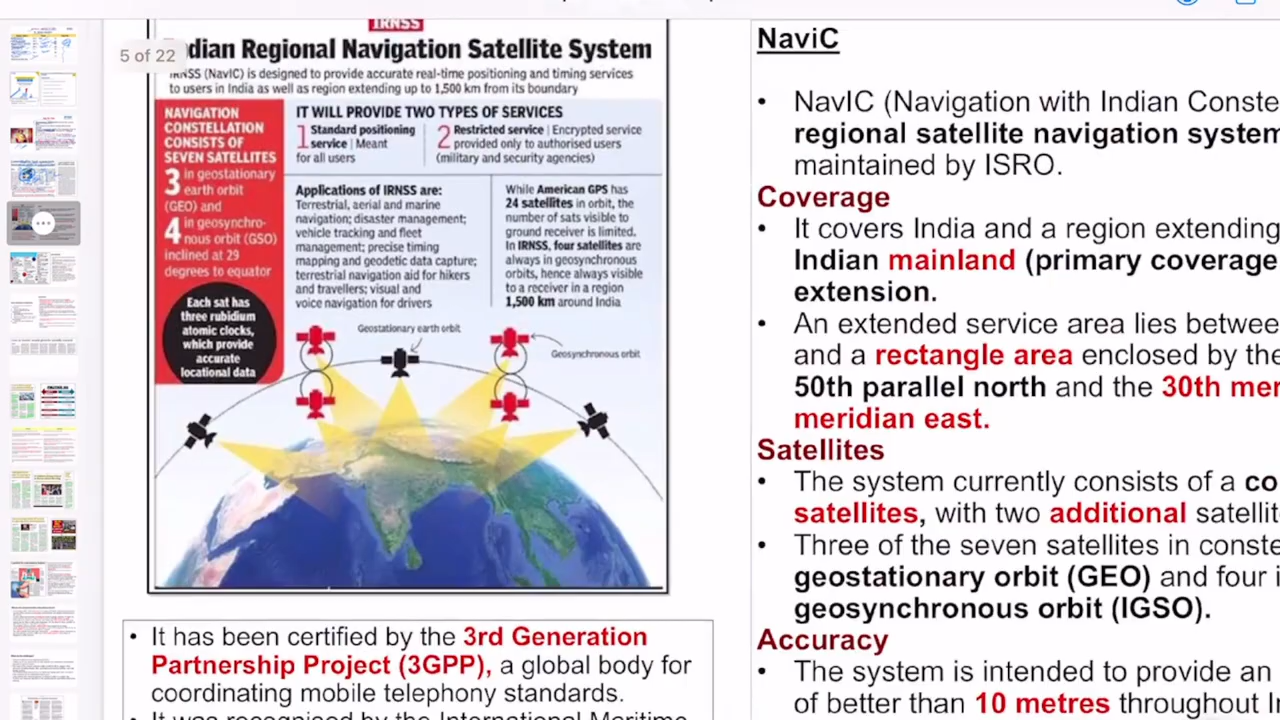 IRNSS
5 of 22
dian Regional Navigation Satellite System
IRNSS (NavIC) is designed to provide accurate real-time positioning and timing services
to users in India as well as region extending up to 1,500 km from its boundary
NAVIGATION
CONSTELLATION
CONSISTS OF
SEVEN SATELLITES
3 in geostationary
earth orbit
(GEO) and
4 in geosynchro-
nous orbit (GSO)
inclined at 29
degrees to equator
Each sat has
three rubidium
atomic clocks,
which provide
accurate
locational data
IT WILL PROVIDE TWO TYPES OF SERVICES
1 Standard positioning
service | Meant
for all users
2 Restricted service | Encrypted service
provided only to authorised users
(military and security agencies)
Applications of IRNSS are:
Terrestrial, aerial and marine
navigation; disaster management;
vehicle tracking and fleet
management; precise timing
mapping and geodetic data capture;
terrestrial navigation aid for hikers
and travellers; visual and
voice navigation for drivers
While American GPS has
24 satellites in orbit, the
number of sats visible to
ground receiver is limited.
In IRNSS, four satellites are
always in geosynchronous
orbits, hence always visible
to a receiver in a region
1,500 km around India
Geostationary earth orbit
Geosynchronous orbit
• It has been certified by the 3rd Generation
Partnership Project (3GPP), a global body for
coordinating mobile telephony standards.
• It was recognised by the International Maritime
NaviC
• NavIC (Navigation with Indian Conste
regional satellite navigation system
maintained by ISRO.
Coverage
• It covers India and a region extending
Indian mainland (primary coverage
extension.
• An extended service area lies betwee
and a rectangle area enclosed by the
50th parallel north and the 30th mer
meridian east.
Satellites
• The system currently consists of a co
satellites, with two additional satellit
• Three of the seven satellites in conste
geostationary orbit (GEO) and four i
geosynchronous orbit (IGSO).
Accuracy
• The system is intended to provide an
of better than 10 metres throughout I